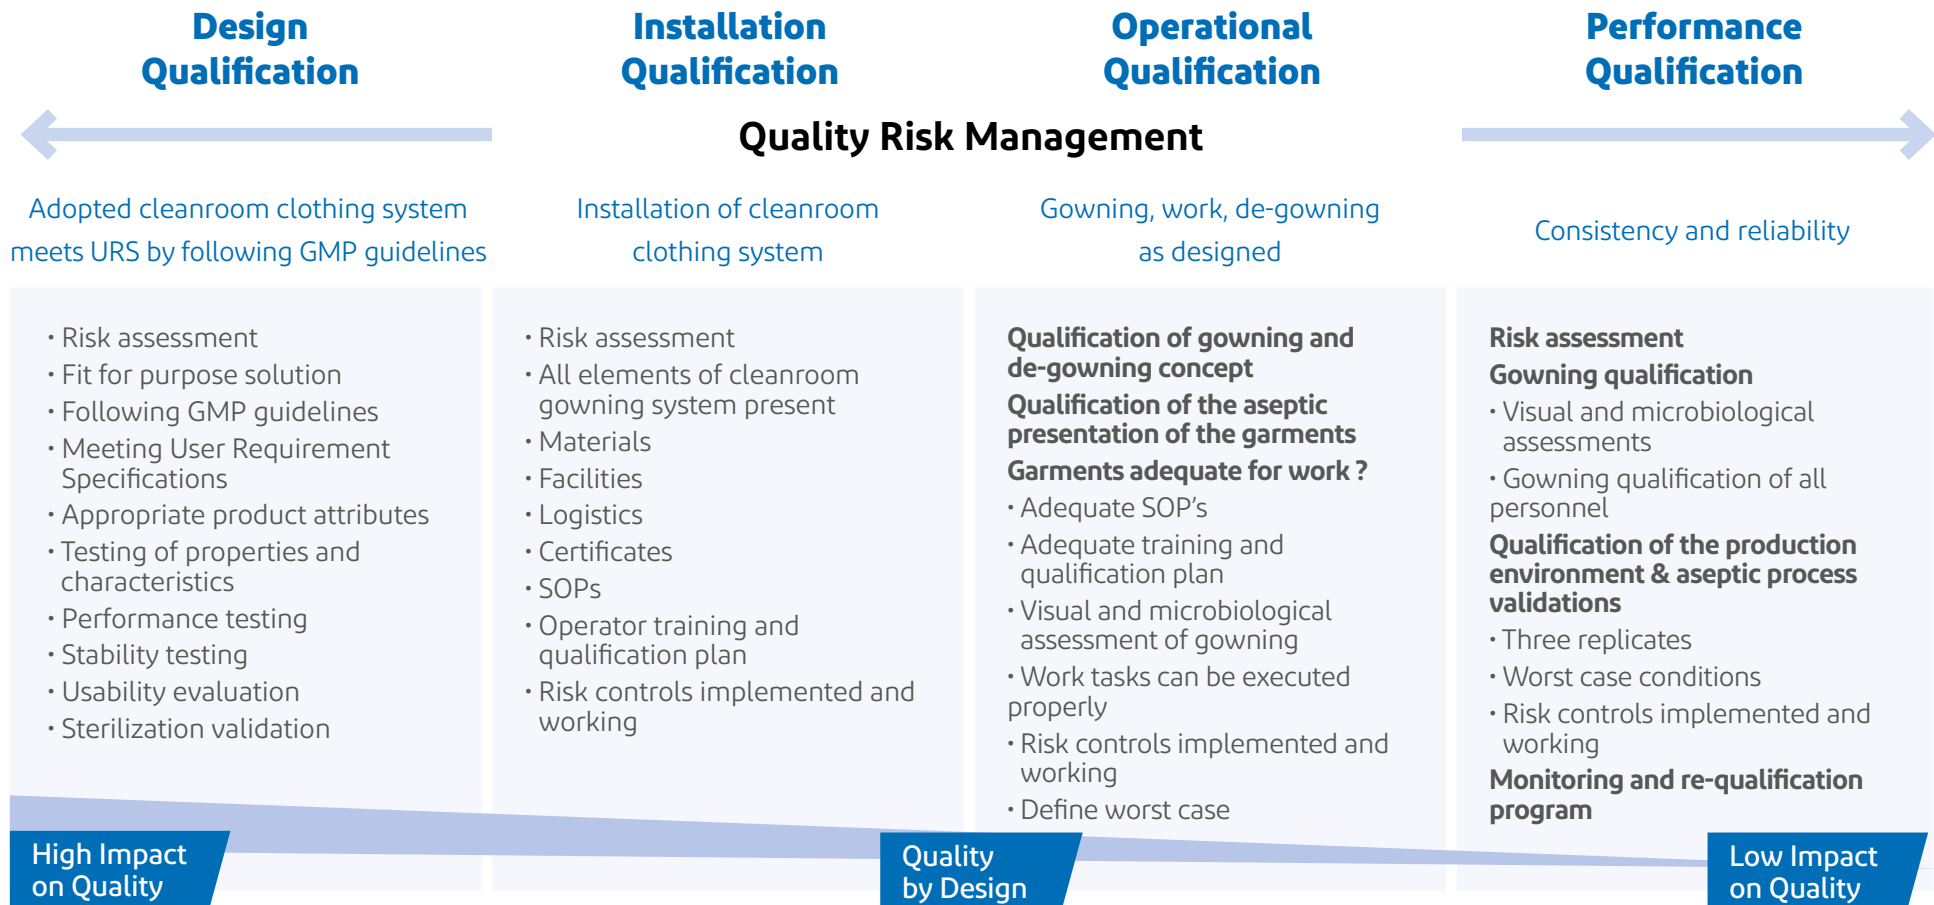 Design
Qualification
Installation
Qualification
Operational
Qualification
Performance
Qualification
Quality Risk Management
Adopted cleanroom clothing system
meets URS by following GMP guidelines
Installation of cleanroom
clothing system
Gowning, work, de-gowning
as designed
Consistency and reliability
· Risk assessment
· Fit for purpose solution
· Following GMP guidelines
· Meeting User Requirement
Specifications
· Appropriate product attributes
· Testing of properties and
characteristics
· Performance testing
· Stability testing
· Usability evaluation
· Sterilization validation
· Risk assessment
· All elements of cleanroom
gowning system present
· Materials
· Facilities
· Logistics
· Certificates
· SOPs
· Operator training and
qualification plan
· Risk controls implemented and
working
Qualification of gowning and
de-gowning concept
Qualification of the aseptic
presentation of the garments
Garments adequate for work ?
· Adequate SOP’s
· Adequate training and
qualification plan
· Visual and microbiological
assessment of gowning
· Work tasks can be executed
properly
· Risk controls implemented and
working
· Define worst case
Risk assessment
Gowning qualification
· Visual and microbiological
assessments
· Gowning qualification of all
personnel
Qualification of the production
environment & aseptic process
validations
· Three replicates
· Worst case conditions
· Risk controls implemented and
working
Monitoring and re-qualification
program
High Impact
on Quality
Quality
by Design
Low Impact
on Quality